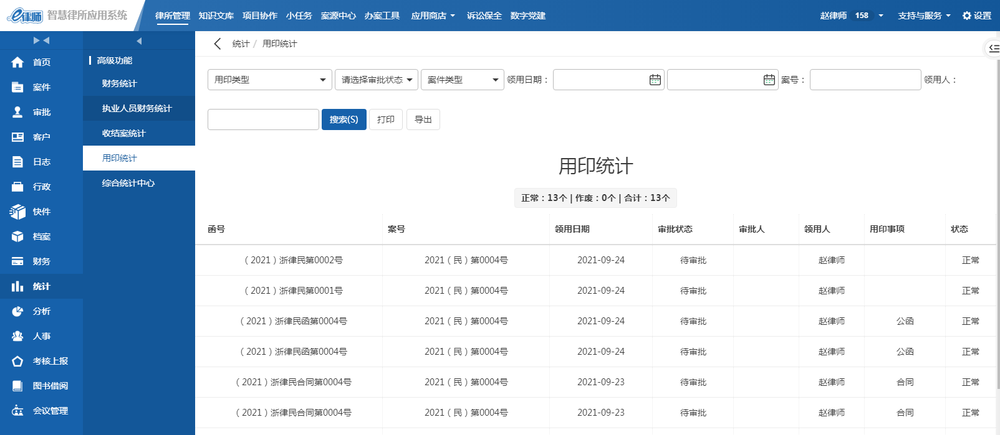 e律师 智慧律所应用系统 律所管理 知识文库 项目协作 小任务 案源中心 办案工具 应用商店 诉讼保全 数字党建 赵律师 158 支持与服务 设置
首页
案件
审批
客户
日志
行政
快件
档案
财务
统计
分析
人事
考核上报
图书借阅
会议管理
高级功能
财务统计
执业人员财务统计
收结案统计
用印统计
综合统计中心
统计 / 用印统计
用印类型 请选择审批状态 案件类型 领用日期： 案号： 领用人：
搜索(S) 打印 导出
用印统计
正常：13个 | 作废：0个 | 合计：13个
函号 案号 领用日期 审批状态 审批人 领用人 用印事项 状态
（2021）浙律民第0002号 2021（民）第0004号 2021-09-24 待审批 赵律师 正常
（2021）浙律民第0001号 2021（民）第0004号 2021-09-24 待审批 赵律师 正常
（2021）浙律民函第0004号 2021（民）第0004号 2021-09-24 待审批 赵律师 公函 正常
（2021）浙律民函第0004号 2021（民）第0004号 2021-09-24 待审批 赵律师 公函 正常
（2021）浙律民合同第0004号 2021（民）第0004号 2021-09-23 待审批 赵律师 合同 正常
（2021）浙律民合同第0004号 2021（民）第0004号 2021-09-23 待审批 赵律师 合同 正常